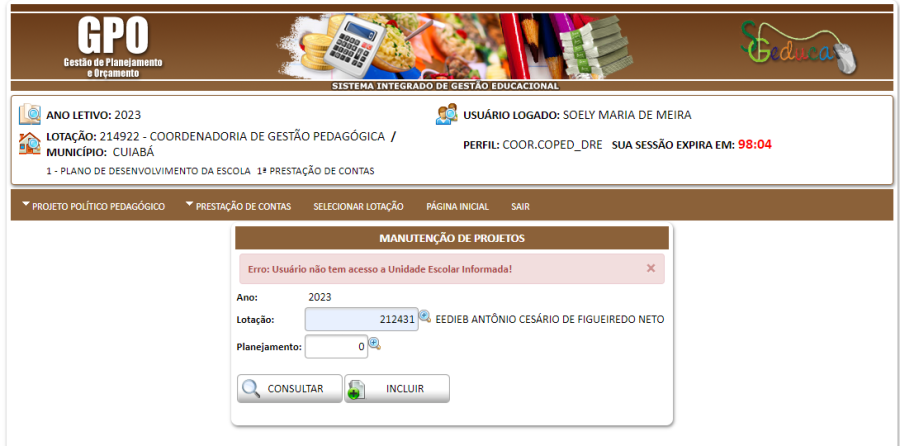 GPO
Gestão de Planejamento
e Orçamento
SGeduca
SISTEMA INTEGRADO DE GESTÃO EDUCACIONAL
ANO LETIVO: 2023
USUÁRIO LOGADO: SOELY MARIA DE MEIRA
LOTAÇÃO: 214922 - COORDENADORIA DE GESTÃO PEDAGÓGICA /
MUNICÍPIO: CUIABÁ
PERFIL: COOR.COPED_DRE SUA SESSÃO EXPIRA EM: 98:04
1 - PLANO DE DESENVOLVIMENTO DA ESCOLA 1ª PRESTAÇÃO DE CONTAS
PROJETO POLÍTICO PEDAGÓGICO PRESTAÇÃO DE CONTAS SELECIONAR LOTAÇÃO PÁGINA INICIAL SAIR
MANUTENÇÃO DE PROJETOS
Erro: Usuário não tem acesso a Unidade Escolar Informada! ×
Ano: 2023
Lotação: 212431 EEDIEB ANTÔNIO CESÁRIO DE FIGUEIREDO NETO
Planejamento: 0
CONSULTAR INCLUIR